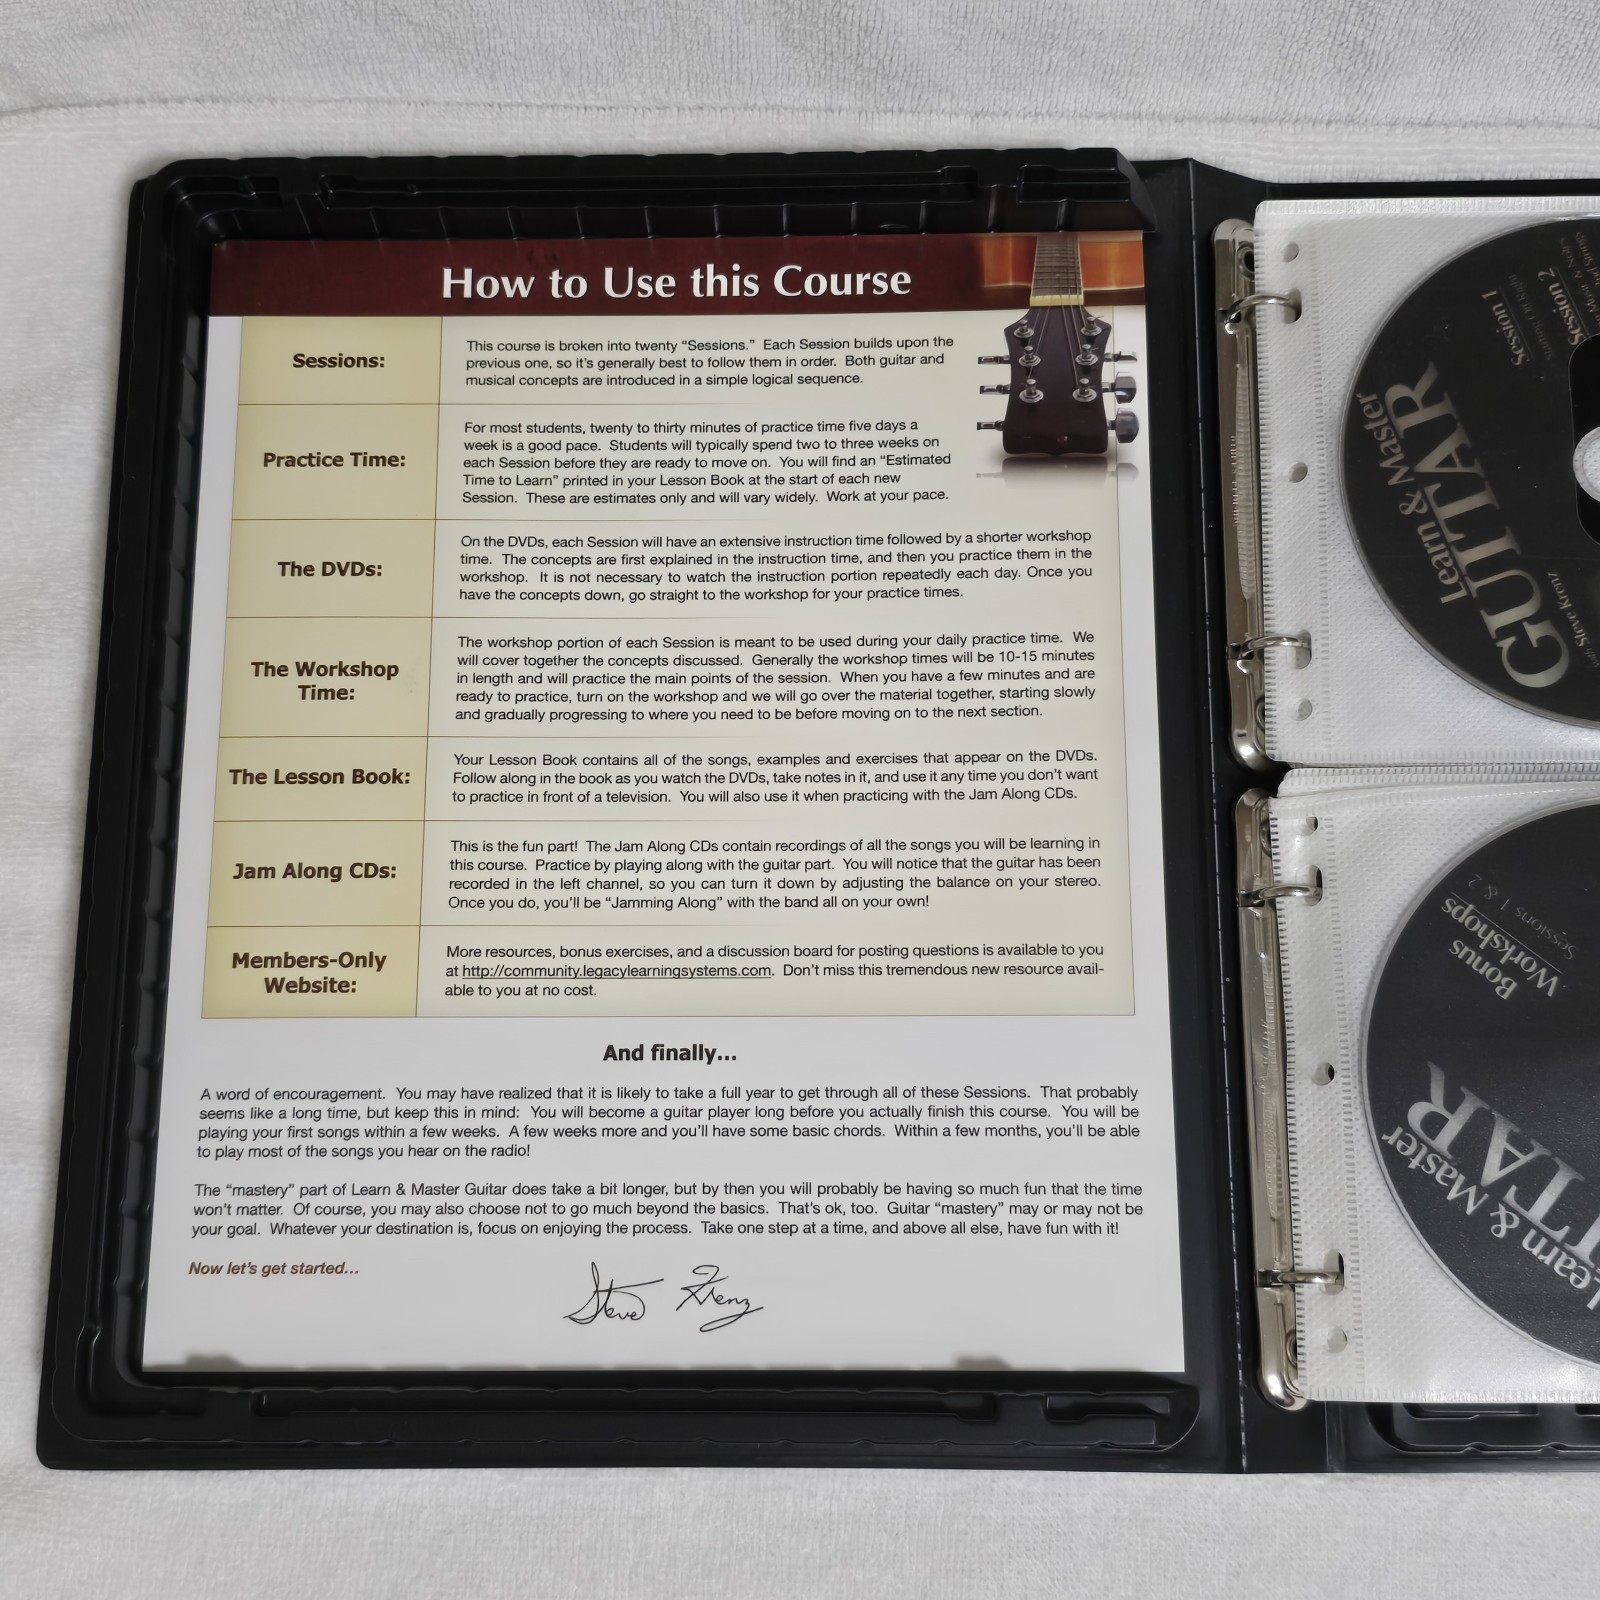 How to Use this Course
Sessions:
This course is broken into twenty “Sessions.” Each Session builds upon the
previous one, so it’s generally best to follow them in order. Both guitar and
musical concepts are introduced in a simple logical sequence.
Practice Time:
For most students, twenty to thirty minutes of practice time five days a
week is a good pace. Students will typically spend two to three weeks on
each Session before they are ready to move on. You will find an “Estimated
Time to Learn” printed in your Lesson Book at the start of each new
Session. These are estimates only and will vary widely. Work at your pace.
The DVDs:
On the DVDs, each Session will have an extensive instruction time followed by a shorter workshop
time. The concepts are first explained in the instruction time, and then you practice them in the
workshop. It is not necessary to watch the instruction portion repeatedly each day. Once you
have the concepts down, go straight to the workshop for your practice times.
The Workshop
Time:
The workshop portion of each Session is meant to be used during your daily practice time. We
will cover together the concepts discussed. Generally the workshop times will be 10-15 minutes
in length and will practice the main points of the session. When you have a few minutes and are
ready to practice, turn on the workshop and we will go over the material together, starting slowly
and gradually progressing to where you need to be before moving on to the next section.
The Lesson Book:
Your Lesson Book contains all of the songs, examples and exercises that appear on the DVDs.
Follow along in the book as you watch the DVDs, take notes in it, and use it any time you don’t want
to practice in front of a television. You will also use it when practicing with the Jam Along CDs.
Jam Along CDs:
This is the fun part! The Jam Along CDs contain recordings of all the songs you will be learning in
this course. Practice by playing along with the guitar part. You will notice that the guitar has been
recorded in the left channel, so you can turn it down by adjusting the balance on your stereo.
Once you do, you’ll be “Jamming Along” with the band all on your own!
Members-Only
Website:
More resources, bonus exercises, and a discussion board for posting questions is available to you
at http://community.legacylearningsystems.com. Don’t miss this tremendous new resource avail-
able to you at no cost.
And finally...
A word of encouragement. You may have realized that it is likely to take a full year to get through all of these Sessions. That probably
seems like a long time, but keep this in mind: You will become a guitar player long before you actually finish this course. You will be
playing your first songs within a few weeks. A few weeks more and you’ll have some basic chords. Within a few months, you’ll be able
to play most of the songs you hear on the radio!
The “mastery” part of Learn & Master Guitar does take a bit longer, but by then you will probably be having so much fun that the time
won’t matter. Of course, you may also choose not to go much beyond the basics. That’s ok, too. Guitar “mastery” may or may not be
your goal. Whatever your destination is, focus on enjoying the process. Take one step at a time, and above all else, have fun with it!
Now let’s get started...
Steve Krenz
Learn & Master
GUITAR
with Steve Krenz
Session 1
Starting Off Right
Session 2
Bonus
Workshops
Sessions 1 & 2
Learn & Master
TAR